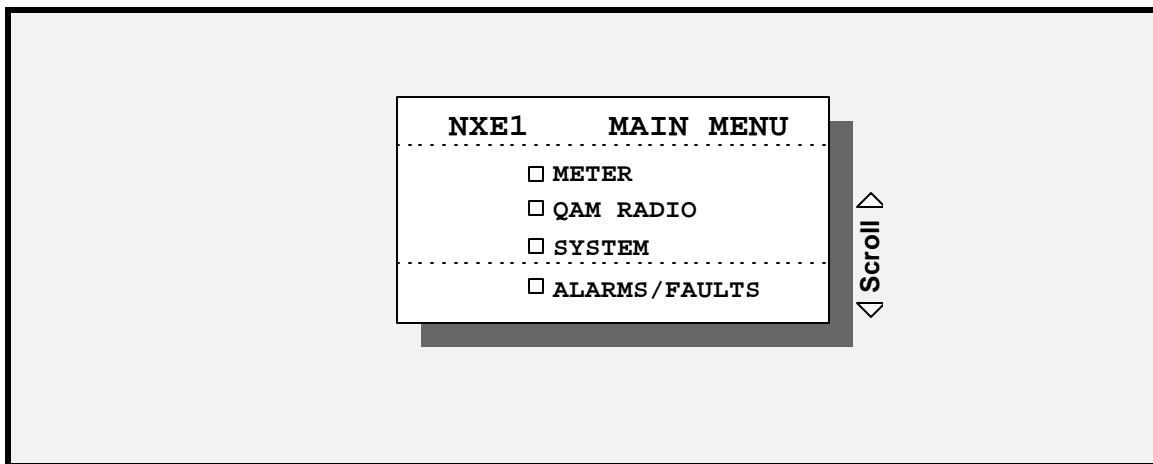 NXE1 MAIN MENU
METER
QAM RADIO
SYSTEM
ALARMS/FAULTS
Scroll